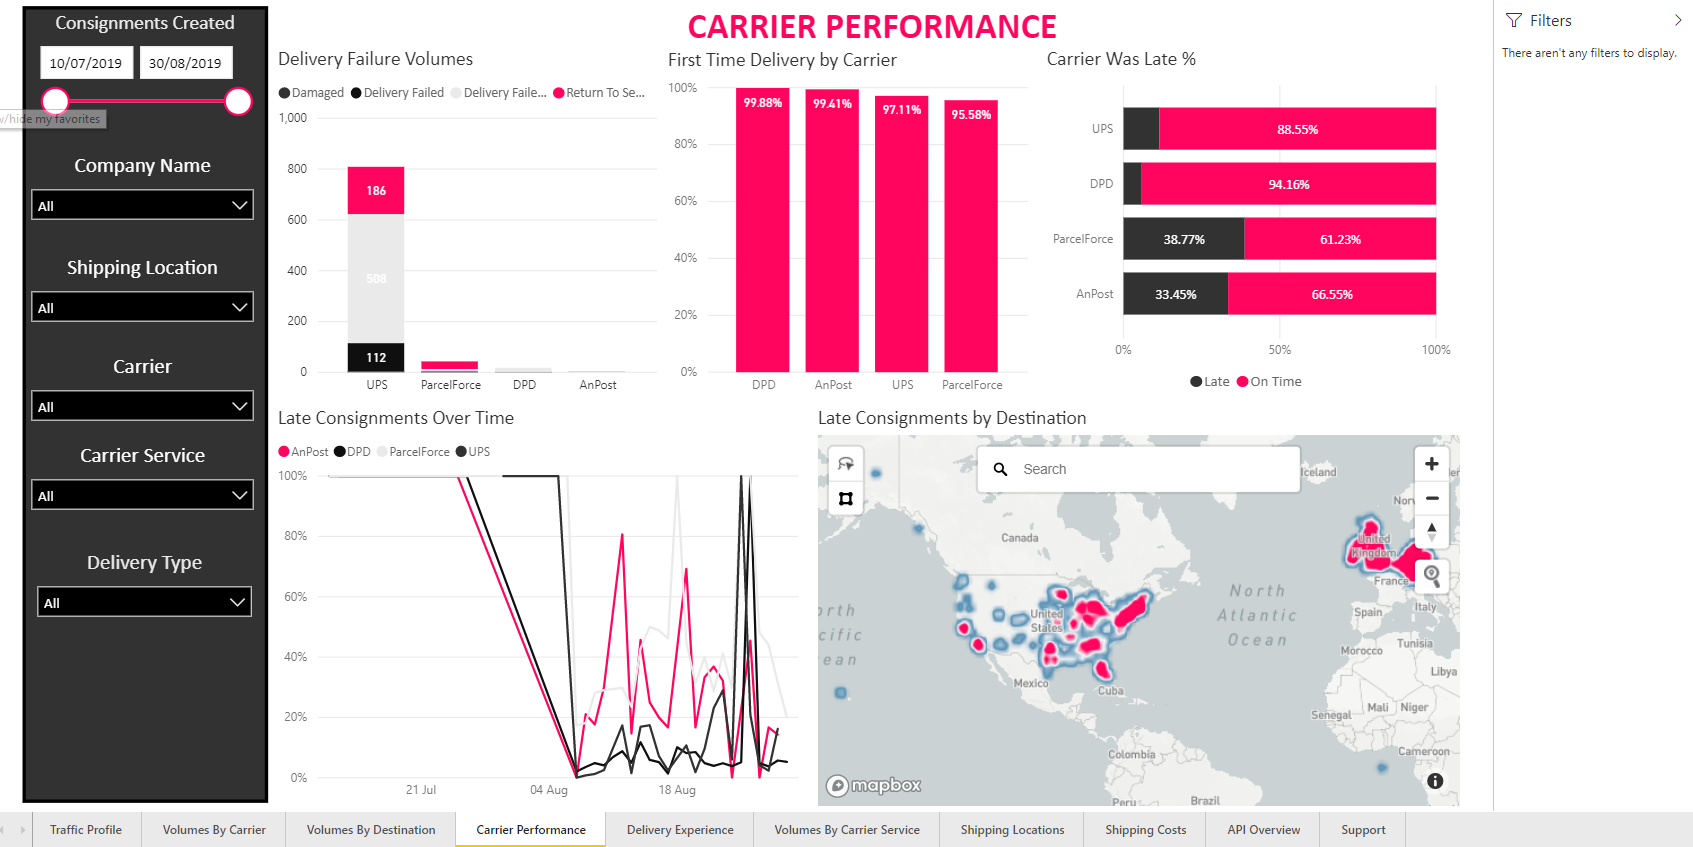 Consignments Created
10/07/2019 30/08/2019
w/hide my favorites
Company Name
All
Shipping Location
All
Carrier
All
Carrier Service
All
Delivery Type
All
CARRIER PERFORMANCE
Delivery Failure Volumes
Damaged Delivery Failed Delivery Faile... Return To Se...
1,000
800
600
400
200
0
186
508
112
UPS ParcelForce DPD AnPost
First Time Delivery by Carrier
100%
80%
60%
40%
20%
0%
99.88% 99.41% 97.11% 95.58%
DPD AnPost UPS ParcelForce
Carrier Was Late %
UPS 88.55%
DPD 94.16%
ParcelForce 38.77% 61.23%
AnPost 33.45% 66.55%
0% 50% 100%
Late On Time
Late Consignments Over Time
AnPost DPD ParcelForce UPS
100%
80%
60%
40%
20%
0%
21 Jul 04 Aug 18 Aug
Late Consignments by Destination
Search
Iceland
Canada
United
Kingdom
France
North
Atlantic
Ocean
United
States
Spain
Italy
Morocco
Tunisia
Libya
Mexico
Cuba
Senegal
Mali
Niger
Colombia
Cameroon
Peru
Brazil
mapbox
Filters
There aren't any filters to display.
Traffic Profile Volumes By Carrier Volumes By Destination Carrier Performance Delivery Experience Volumes By Carrier Service Shipping Locations Shipping Costs API Overview Support